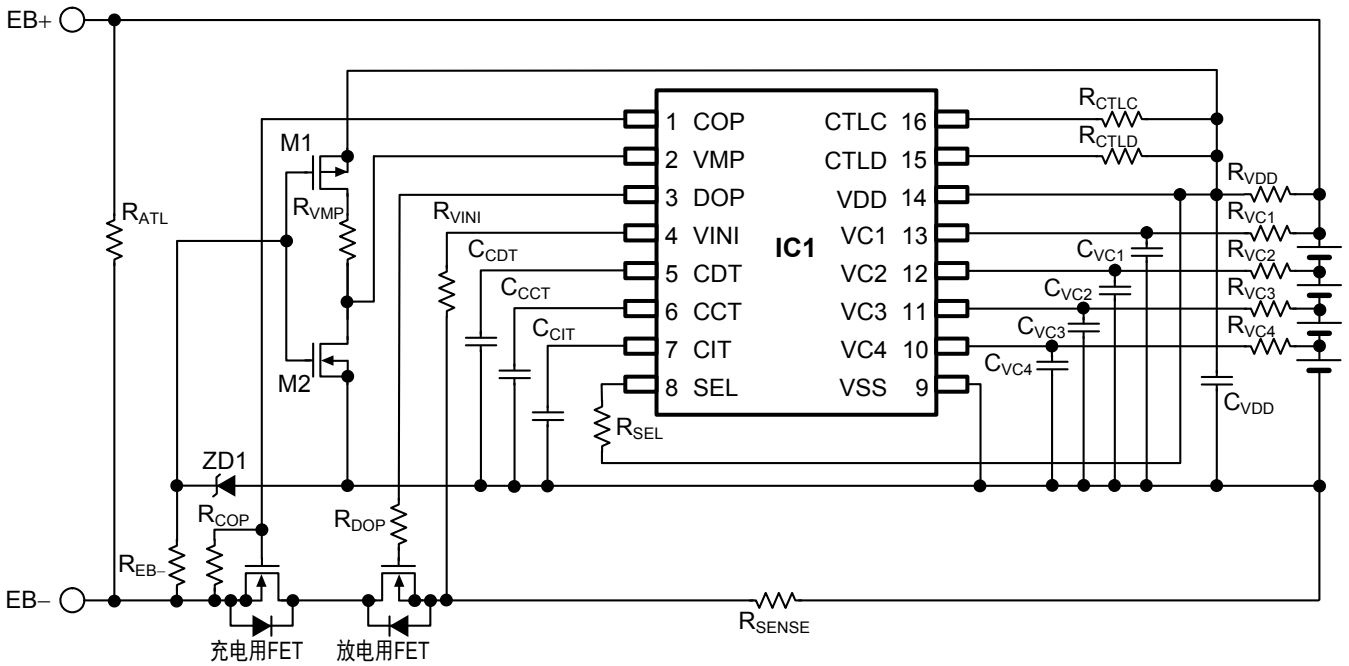 EB+
M1
M2
R_VMP
R_ATL
R_VINI
C_CDT
C_CCT
C_CIT
1 COP
2 VMP
3 DOP
4 VINI
5 CDT
6 CCT
7 CIT
8 SEL
IC1
CTLC 16
CTLD 15
VDD 14
VC1 13
VC2 12
VC3 11
VC4 10
VSS 9
R_CTLC
R_CTLD
R_VDD
R_VC1
R_VC2
R_VC3
R_VC4
C_VC1
C_VC2
C_VC3
C_VC4
C_VDD
R_SEL
ZD1
R_COP
R_DOP
R_EB−
EB−
R_SENSE
充电用FET
放电用FET